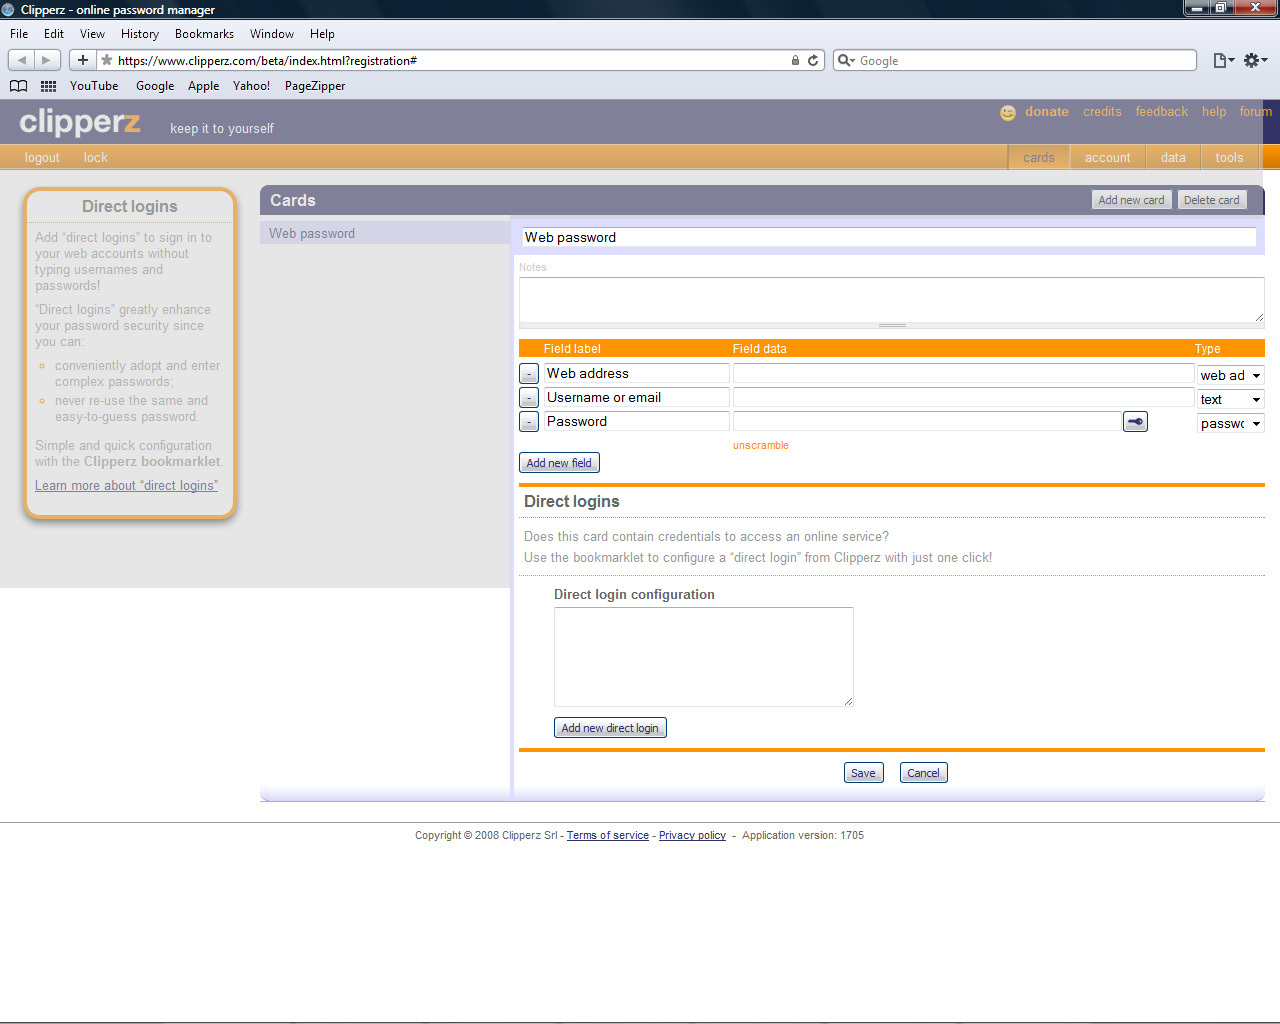 Clipperz - online password manager
File Edit View History Bookmarks Window Help
https://www.clipperz.com/beta/index.html?registration#
Google
YouTube Google Apple Yahoo! PageZipper
clipperz
keep it to yourself
donate credits feedback help forum
logout lock
cards account data tools
Direct logins
Add “direct logins” to sign in to
your web accounts without
typing usernames and
passwords!
“Direct logins” greatly enhance
your password security since
you can:
conveniently adopt and enter
complex passwords;
never re-use the same and
easy-to-guess password.
Simple and quick configuration
with the Clipperz bookmarklet.
Learn more about “direct logins”
Cards
Add new card Delete card
Web password
Web password
Notes
Field label Field data Type
- Web address web ad
- Username or email text
- Password passwo
unscramble
Add new field
Direct logins
Does this card contain credentials to access an online service?
Use the bookmarklet to configure a “direct login” from Clipperz with just one click!
Direct login configuration
Add new direct login
Save Cancel
Copyright © 2008 Clipperz Srl - Terms of service - Privacy policy - Application version: 1705